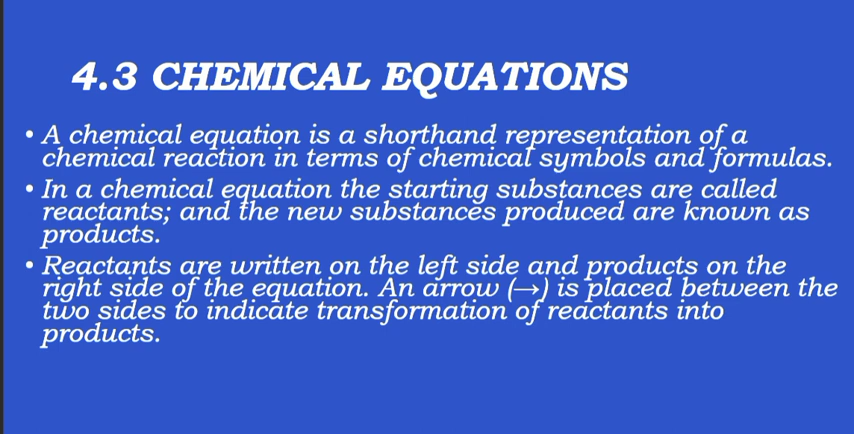 4.3 CHEMICAL EQUATIONS
• A chemical equation is a shorthand representation of a
chemical reaction in terms of chemical symbols and formulas.
• In a chemical equation the starting substances are called
reactants; and the new substances produced are known as
products.
• Reactants are written on the left side and products on the
right side of the equation. An arrow (→) is placed between the
two sides to indicate transformation of reactants into
products.